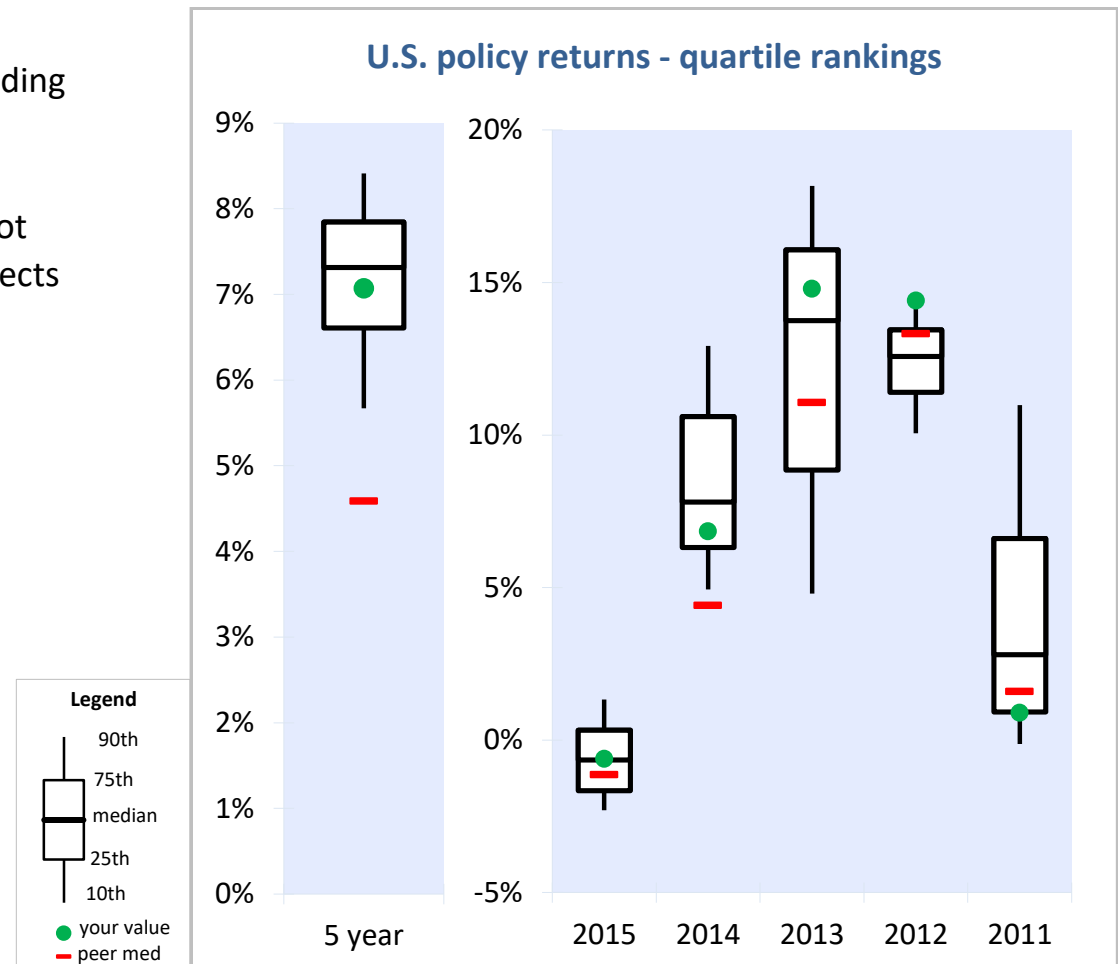 ding
ot
ects
U.S. policy returns - quartile rankings
9%
8%
7%
6%
5%
4%
3%
2%
1%
0%
5 year
20%
15%
10%
5%
0%
-5%
2015 2014 2013 2012 2011
Legend
90th
75th
median
25th
10th
your value
peer med